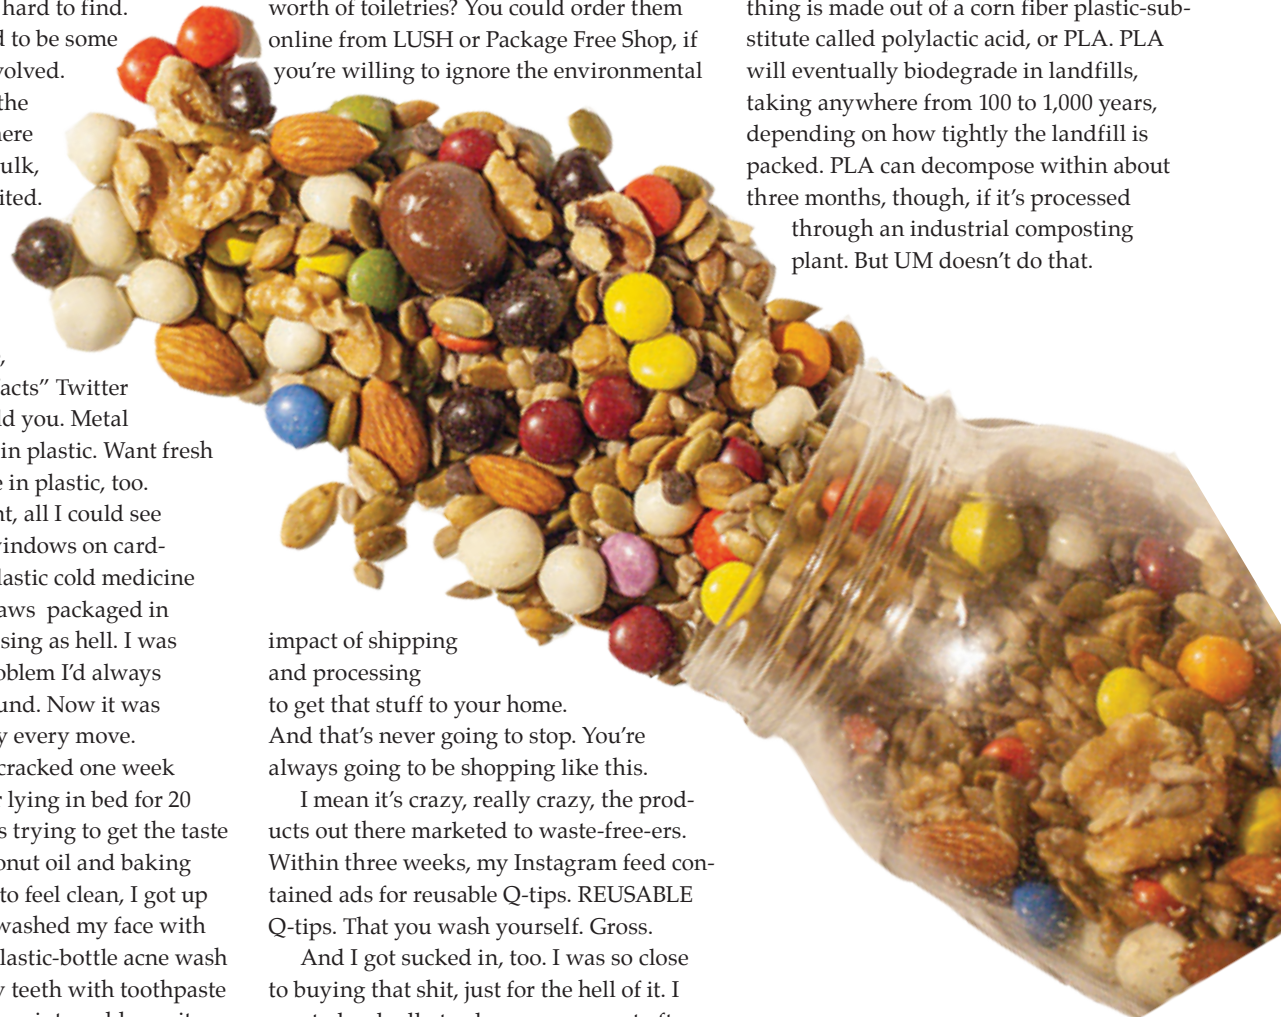 hard to find.
to be some
volved.
the
here
ulk,
ited.
acts” Twitter
ld you. Metal
in plastic. Want fresh
e in plastic, too.
nt, all I could see
windows on card-
lastic cold medicine
aws packaged in
sing as hell. I was
oblem I’d always
und. Now it was
y every move.
cracked one week
r lying in bed for 20
s trying to get the taste
onut oil and baking
to feel clean, I got up
washed my face with
lastic-bottle acne wash
y teeth with toothpaste
worth of toiletries? You could order them
online from LUSH or Package Free Shop, if
you’re willing to ignore the environmental
impact of shipping
and processing
to get that stuff to your home.
And that’s never going to stop. You’re
always going to be shopping like this.
I mean it’s crazy, really crazy, the prod-
ucts out there marketed to waste-free-ers.
Within three weeks, my Instagram feed con-
tained ads for reusable Q-tips. REUSABLE
Q-tips. That you wash yourself. Gross.
And I got sucked in, too. I was so close
to buying that shit, just for the hell of it. I
thing is made out of a corn fiber plastic-sub-
stitute called polylactic acid, or PLA. PLA
will eventually biodegrade in landfills,
taking anywhere from 100 to 1,000 years,
depending on how tightly the landfill is
packed. PLA can decompose within about
three months, though, if it’s processed
through an industrial composting
plant. But UM doesn’t do that.